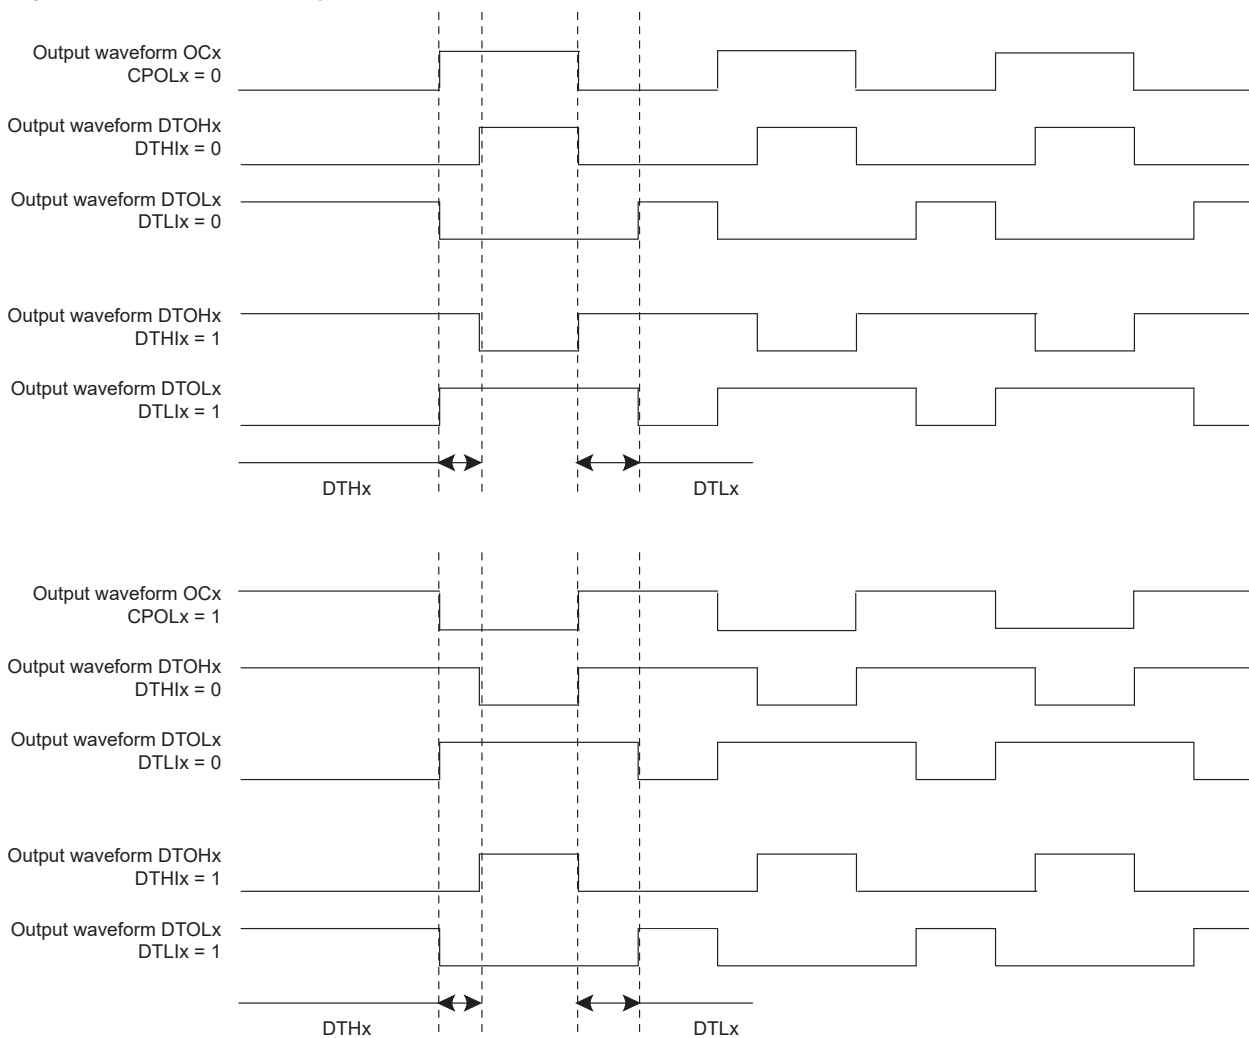 Output waveform OCx
CPOLx = 0
Output waveform DTOHx
DTHIx = 0
Output waveform DTOLx
DTLIx = 0
Output waveform DTOHx
DTHIx = 1
Output waveform DTOLx
DTLIx = 1
DTHx DTLx
Output waveform OCx
CPOLx = 1
Output waveform DTOHx
DTHIx = 0
Output waveform DTOLx
DTLIx = 0
Output waveform DTOHx
DTHIx = 1
Output waveform DTOLx
DTLIx = 1
DTHx DTLx